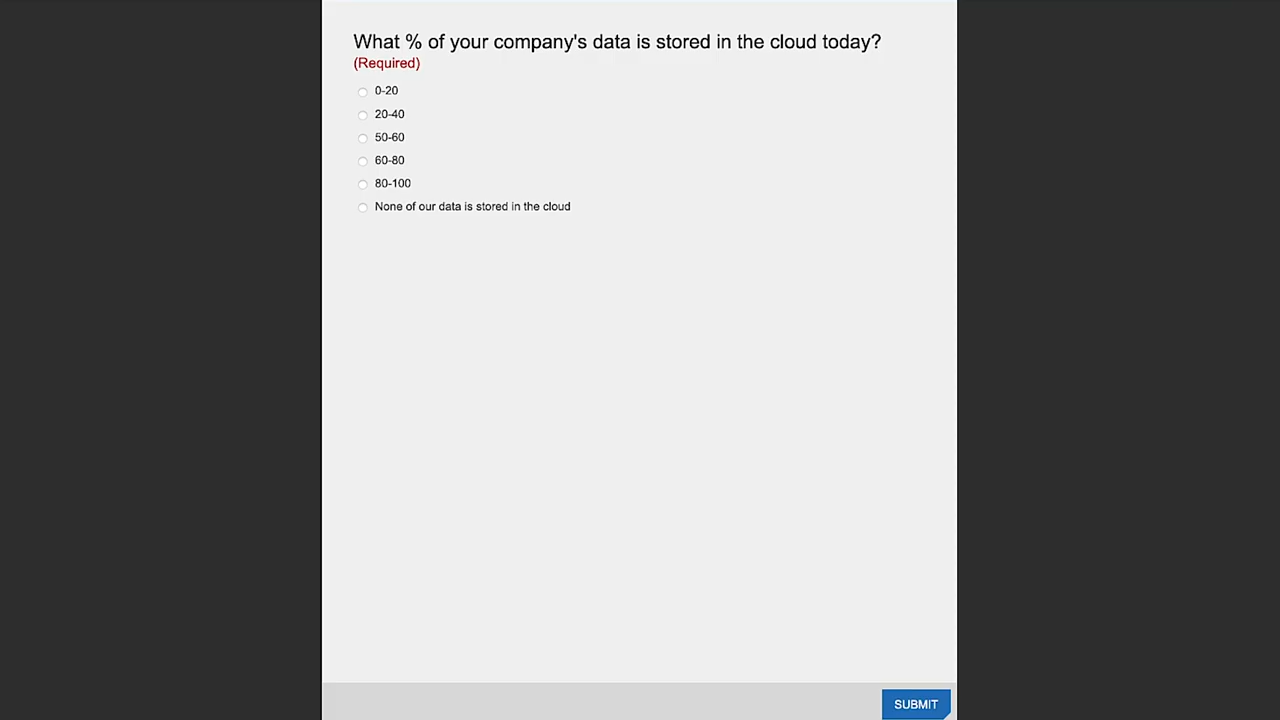 What % of your company's data is stored in the cloud today?
(Required)
0-20
20-40
50-60
60-80
80-100
None of our data is stored in the cloud
SUBMIT